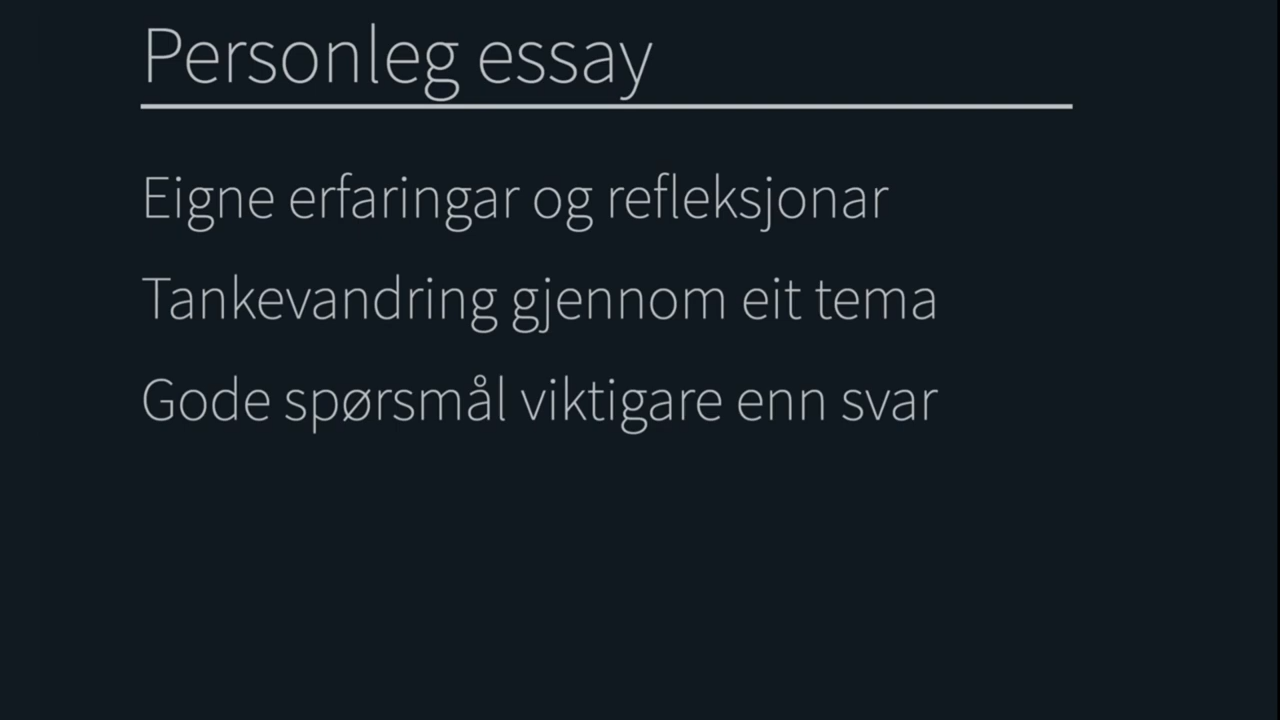 Personleg essay
Eigne erfaringar og refleksjonar
Tankevandring gjennom eit tema
Gode spørsmål viktigare enn svar